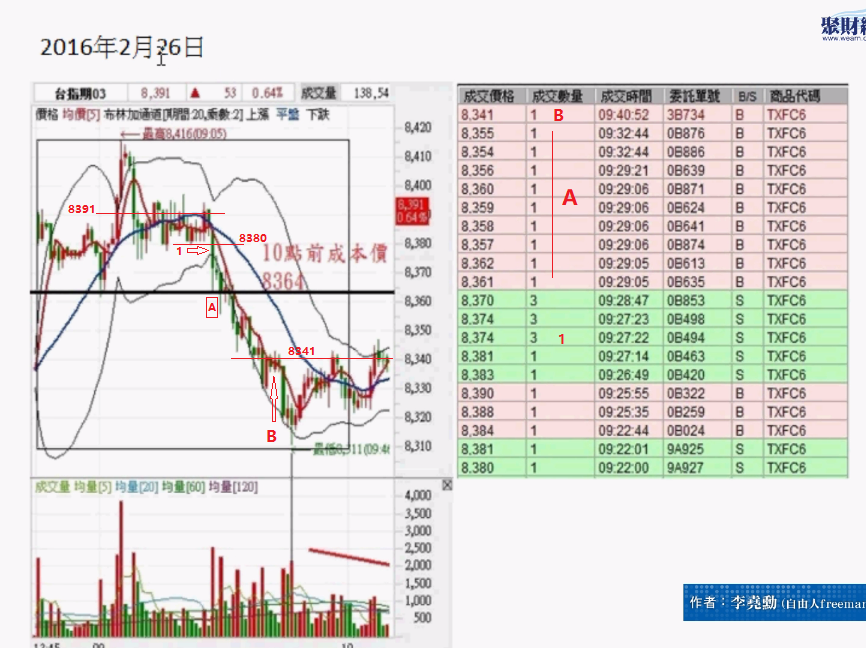 2016年2月26日
聚財
www.wearn
台指期03 8,391 ▲ 53 0.64% 成交量 138,54
價格 均價[5] 布林加通道[期間:20,振數:2] 上漲 平盤 下跌
最高8,416(09:05)
8,420
8,410
8,400
8,391
0.64%
8,380
8,370
8,360
8,350
8,340
8,330
8,320
8,310
8391
8380
1
10點前成本價
8364
A
8341
B
最低8,311(09:46
成交量 均量[5] 均量[20] 均量[60] 均量[120]
4,000
3,500
3,000
2,500
2,000
1,500
1,000
500
12:45 09 10
成交價格 成交數量 成交時間 委託單號 B/S 商品代碼
8,341 1 B 09:40:52 3B734 B TXFC6
8,355 1 09:32:44 0B876 B TXFC6
8,354 1 09:32:44 0B886 B TXFC6
8,356 1 09:29:21 0B639 B TXFC6
8,360 1 09:29:06 0B871 B TXFC6
8,359 1 A 09:29:06 0B624 B TXFC6
8,358 1 09:29:06 0B641 B TXFC6
8,357 1 09:29:06 0B874 B TXFC6
8,362 1 09:29:05 0B613 B TXFC6
8,361 1 09:29:05 0B635 B TXFC6
8,370 3 09:28:47 0B853 S TXFC6
8,374 3 09:27:23 0B498 S TXFC6
8,374 3 1 09:27:22 0B494 S TXFC6
8,381 1 09:27:14 0B463 S TXFC6
8,383 1 09:26:49 0B420 S TXFC6
8,390 1 09:25:55 0B322 B TXFC6
8,388 1 09:25:35 0B259 B TXFC6
8,384 1 09:22:44 0B024 B TXFC6
8,381 1 09:22:01 9A925 S TXFC6
8,380 1 09:22:00 9A927 S TXFC6
作者：李堯勳(自由人freeman